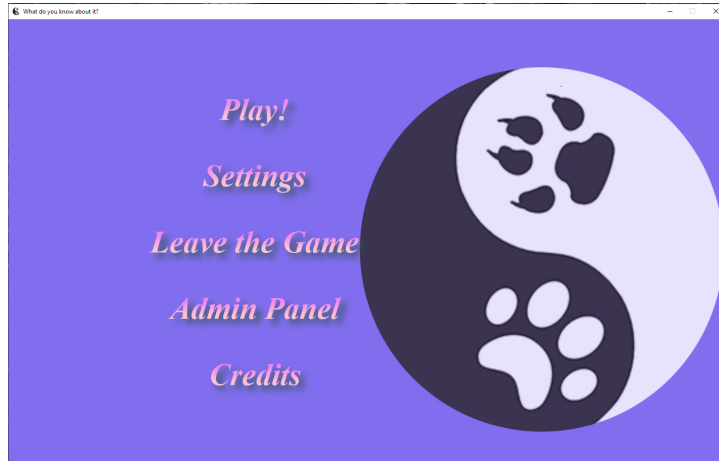 What do you know about it?
Play!
Settings
Leave the Game
Admin Panel
Credits